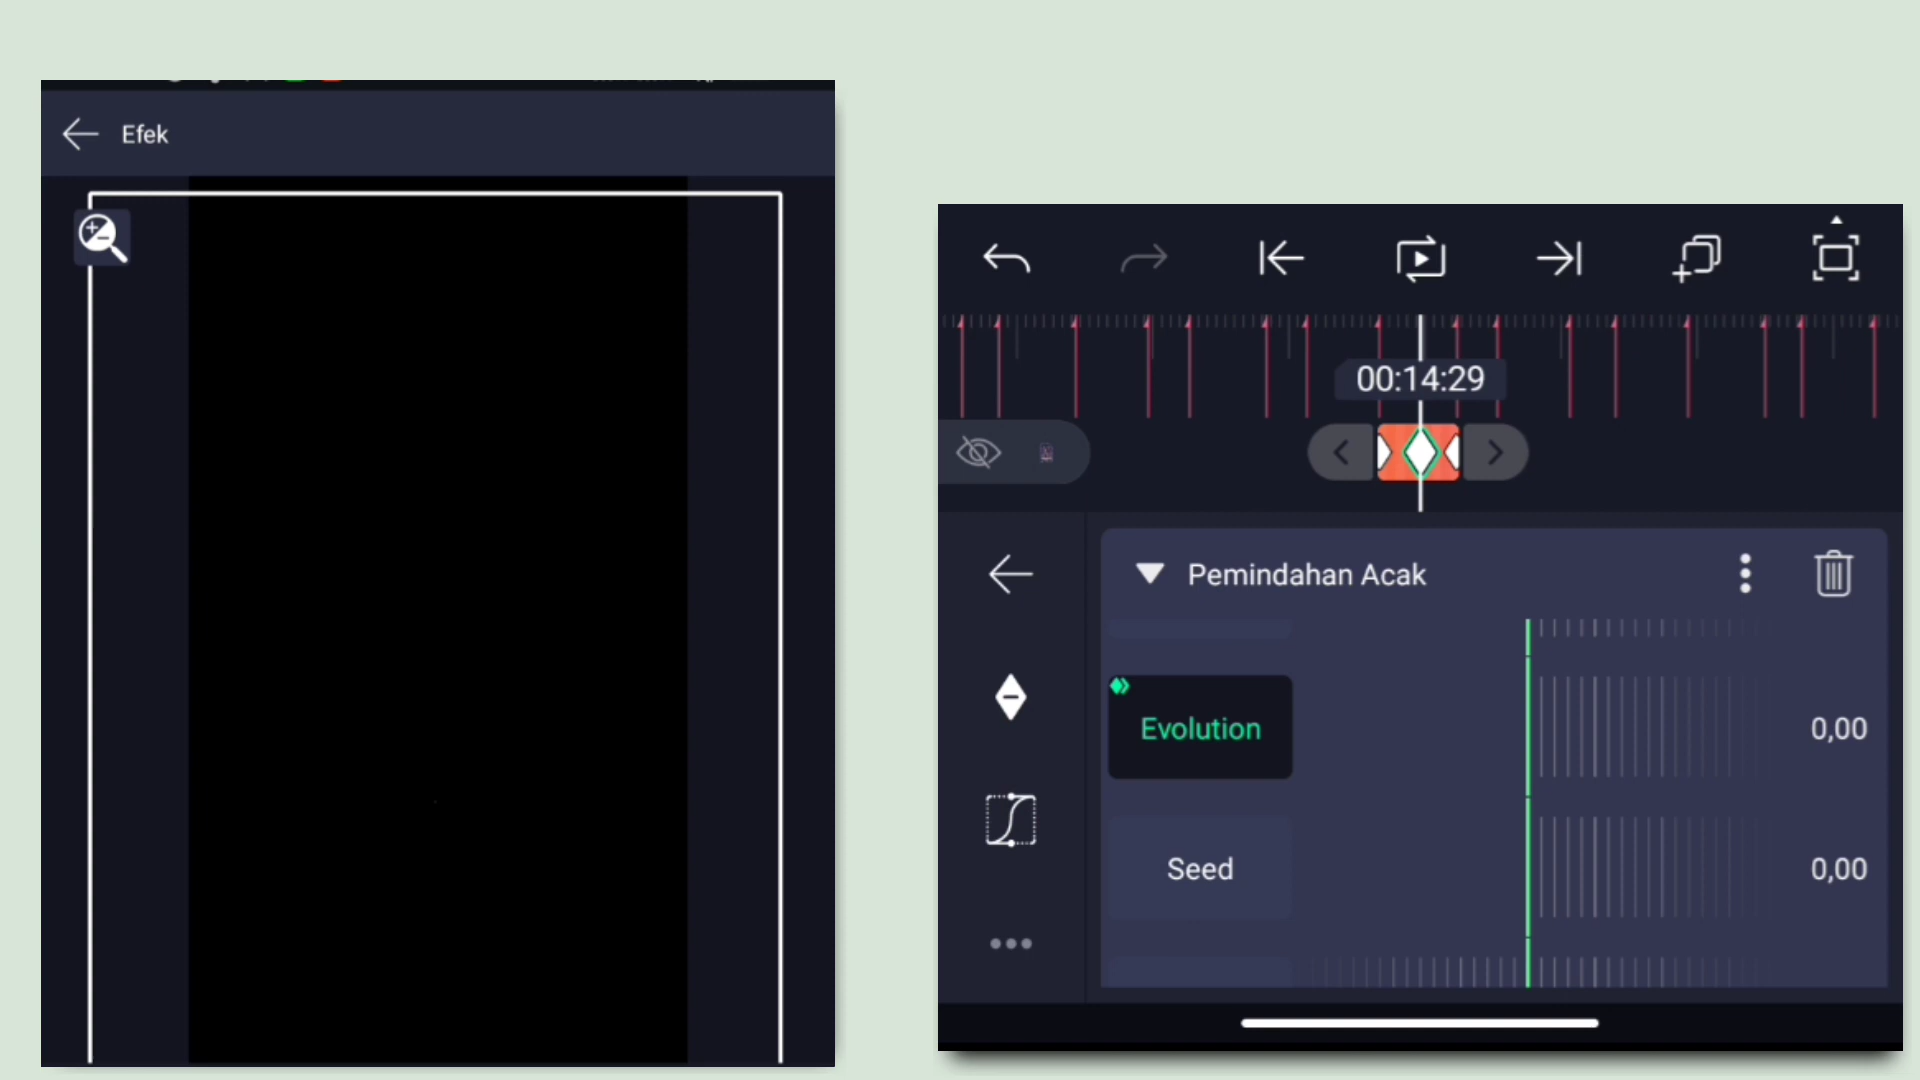 Efek
00:14:29
Pemindahan Acak
Evolution
0,00
Seed
0,00